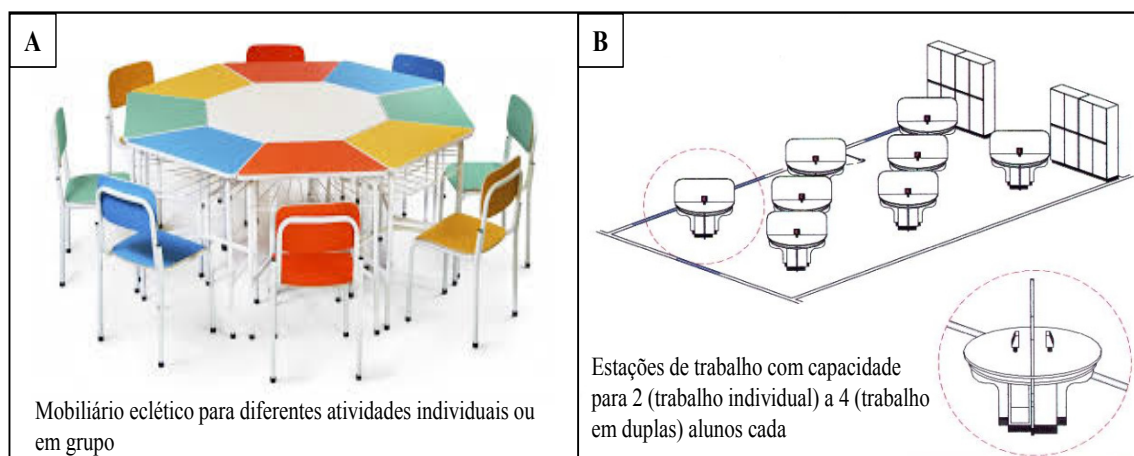 A
B
Mobiliário eclético para diferentes atividades individuais ou
em grupo
Estações de trabalho com capacidade
para 2 (trabalho individual) a 4 (trabalho
em duplas) alunos cada